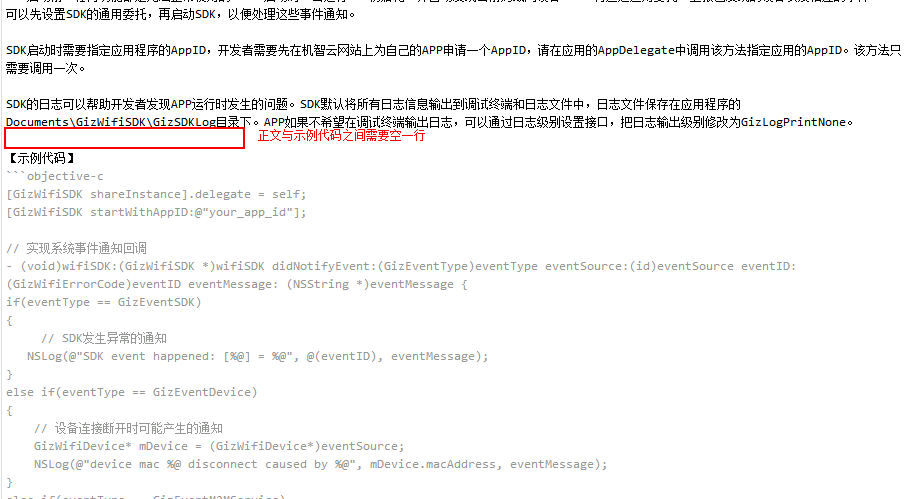 可以先设置SDK的通用委托，再启动SDK，以便处理这些事件通知。
SDK启动时需要指定应用程序的AppID，开发者需要先在机智云网站上为自己的APP申请一个AppID，请在应用的AppDelegate中调用该方法指定应用的AppID。该方法只
需要调用一次。
SDK的日志可以帮助开发者发现APP运行时发生的问题。SDK默认将所有日志信息输出到调试终端和日志文件中，日志文件保存在应用程序的
Documents\GizWifiSDK\GizSDKLog目录下。APP如果不希望在调试终端输出日志，可以通过日志级别设置接口，把日志输出级别修改为GizLogPrintNone。
正文与示例代码之间需要空一行
【示例代码】
```objective-c
[GizWifiSDK shareInstance].delegate = self;
[GizWifiSDK startWithAppID:@"your_app_id"];
// 实现系统事件通知回调
- (void)wifiSDK:(GizWifiSDK *)wifiSDK didNotifyEvent:(GizEventType)eventType eventSource:(id)eventSource eventID:
(GizWifiErrorCode)eventID eventMessage: (NSString *)eventMessage {
if(eventType == GizEventSDK)
{
// SDK发生异常的通知
NSLog(@"SDK event happened: [%@] = %@", @(eventID), eventMessage);
}
else if(eventType == GizEventDevice)
{
// 设备连接断开时可能产生的通知
GizWifiDevice* mDevice = (GizWifiDevice*)eventSource;
NSLog(@"device mac %@ disconnect caused by %@", mDevice.macAddress, eventMessage);
}
else if(eventType == GizEventM2MService)